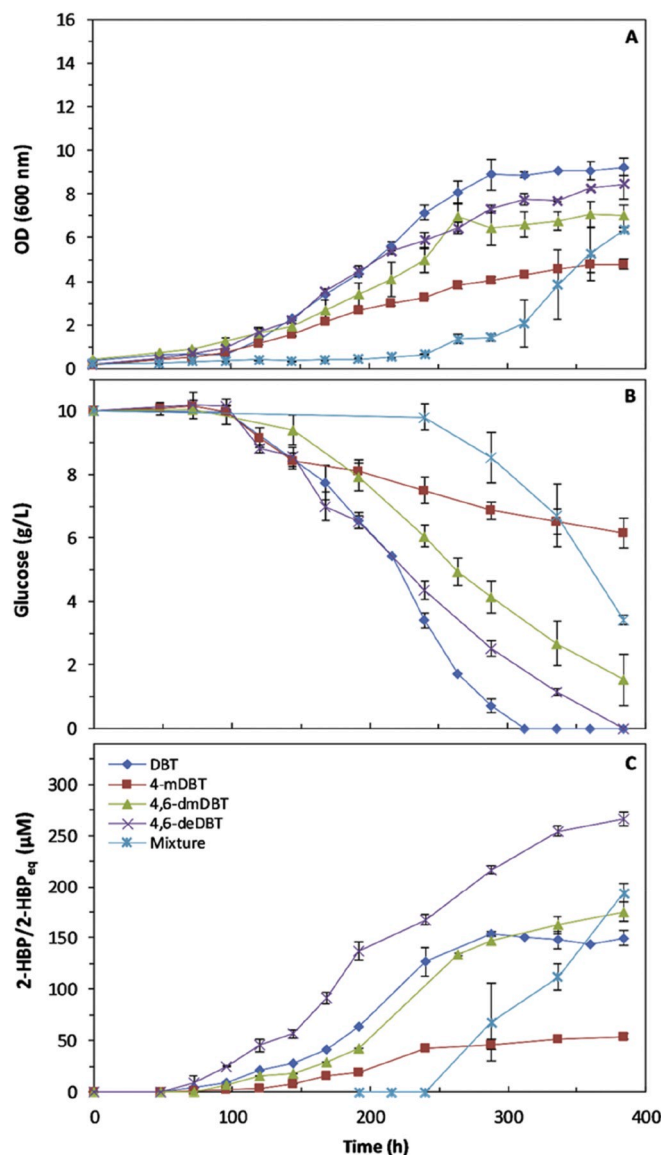 A
16
14
12
10
8
6
4
2
0
OD (600 nm)
B
10
8
6
4
2
0
Glucose (g/L)
C
DBT
4-mDBT
4,6-dmDBT
4,6-deDBT
Mixture
300
250
200
150
100
50
0
2-HBP/2-HBPeq (µM)
0 100 200 300 400
Time (h)